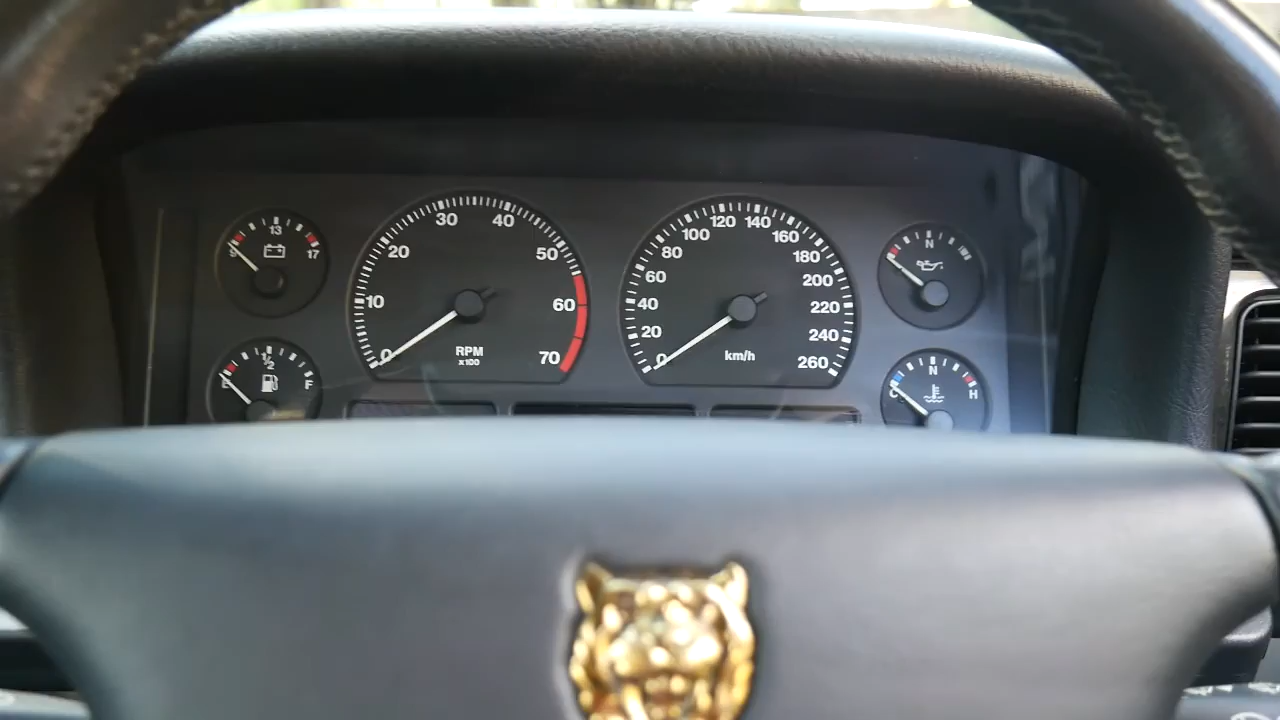 9 13 17
E ½ F
0 10 20 30 40 50 60 70
RPM
x100
0 20 40 60 80 100 120 140 160 180 200 220 240 260
km/h
N
C N H